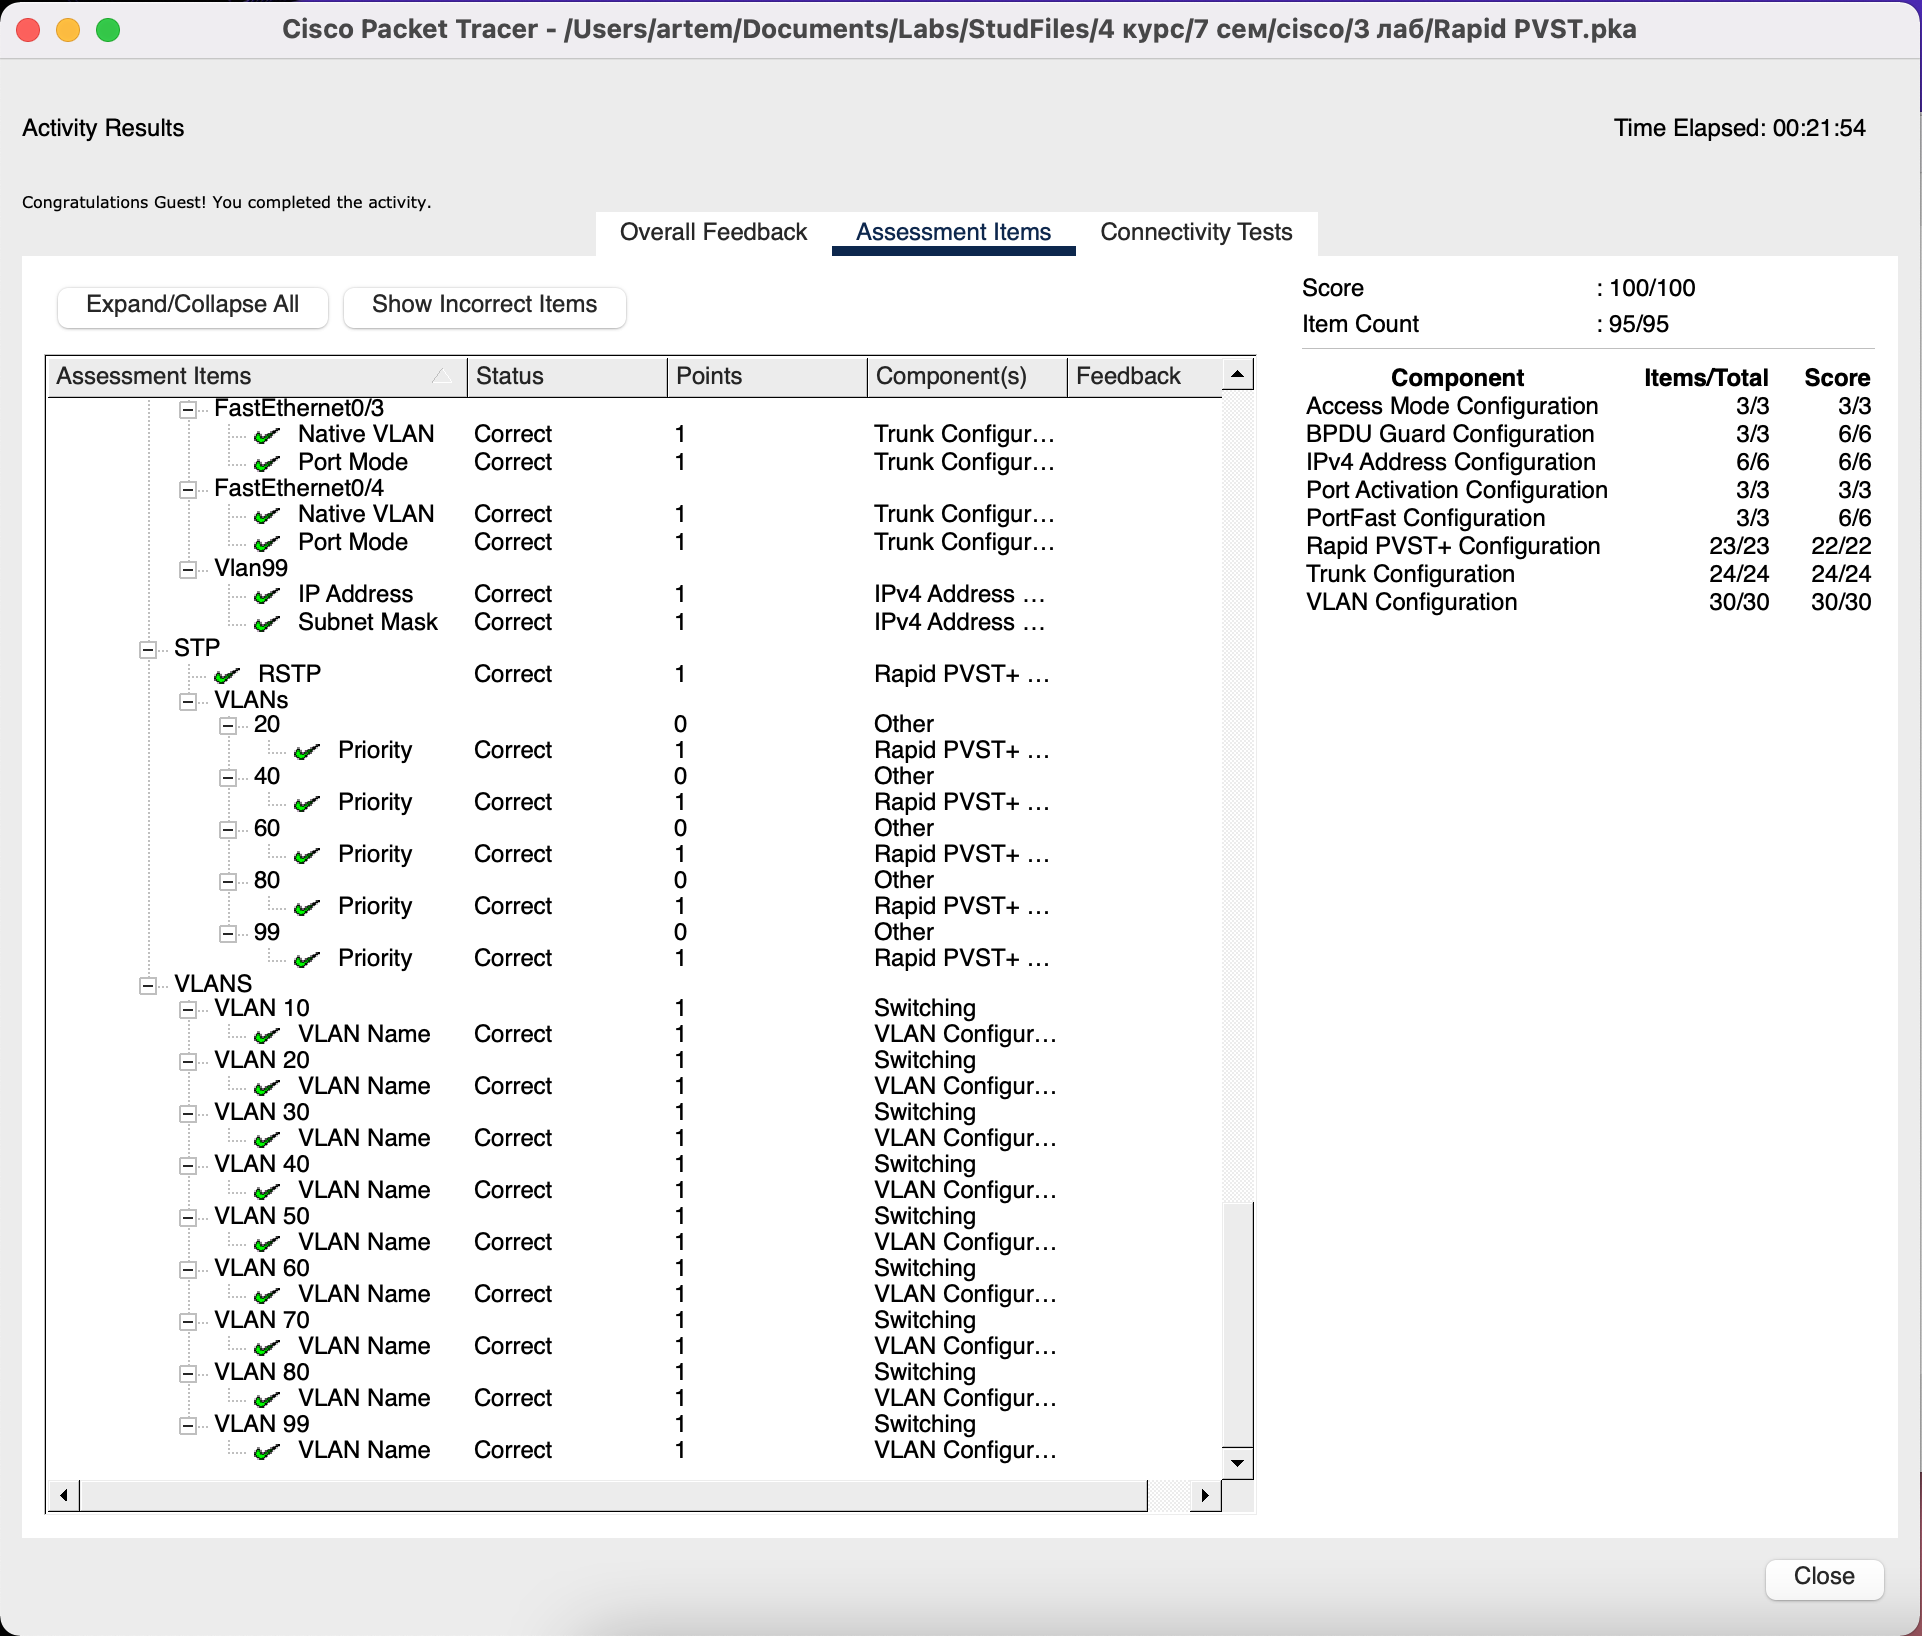 Cisco Packet Tracer - /Users/artem/Documents/Labs/StudFiles/4 курс/7 сем/cisco/3 лаб/Rapid PVST.pka
Activity Results
Time Elapsed: 00:21:54
Congratulations Guest! You completed the activity.
Overall Feedback Assessment Items Connectivity Tests
Expand/Collapse All Show Incorrect Items
Assessment Items Status Points Component(s) Feedback
FastEthernet0/3
Native VLAN Correct 1 Trunk Configur...
Port Mode Correct 1 Trunk Configur...
FastEthernet0/4
Native VLAN Correct 1 Trunk Configur...
Port Mode Correct 1 Trunk Configur...
Vlan99
IP Address Correct 1 IPv4 Address ...
Subnet Mask Correct 1 IPv4 Address ...
STP
RSTP Correct 1 Rapid PVST+ ...
VLANs
20 0 Other
Priority Correct 1 Rapid PVST+ ...
40 0 Other
Priority Correct 1 Rapid PVST+ ...
60 0 Other
Priority Correct 1 Rapid PVST+ ...
80 0 Other
Priority Correct 1 Rapid PVST+ ...
99 0 Other
Priority Correct 1 Rapid PVST+ ...
VLANS
VLAN 10 1 Switching
VLAN Name Correct 1 VLAN Configur...
VLAN 20 1 Switching
VLAN Name Correct 1 VLAN Configur...
VLAN 30 1 Switching
VLAN Name Correct 1 VLAN Configur...
VLAN 40 1 Switching
VLAN Name Correct 1 VLAN Configur...
VLAN 50 1 Switching
VLAN Name Correct 1 VLAN Configur...
VLAN 60 1 Switching
VLAN Name Correct 1 VLAN Configur...
VLAN 70 1 Switching
VLAN Name Correct 1 VLAN Configur...
VLAN 80 1 Switching
VLAN Name Correct 1 VLAN Configur...
VLAN 99 1 Switching
VLAN Name Correct 1 VLAN Configur...
Score : 100/100
Item Count : 95/95
Component Items/Total Score
Access Mode Configuration 3/3 3/3
BPDU Guard Configuration 3/3 6/6
IPv4 Address Configuration 6/6 6/6
Port Activation Configuration 3/3 3/3
PortFast Configuration 3/3 6/6
Rapid PVST+ Configuration 23/23 22/22
Trunk Configuration 24/24 24/24
VLAN Configuration 30/30 30/30
Close